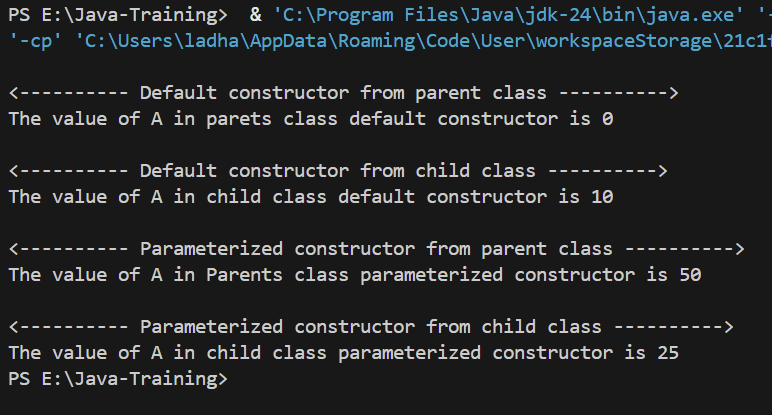 PS E:\Java-Training>  & 'C:\Program Files\Java\jdk-24\bin\java.exe' '-
'-cp' 'C:\Users\ladha\AppData\Roaming\Code\User\workspaceStorage\21c1f
<---------- Default constructor from parent class ---------->
The value of A in parets class default constructor is 0
<---------- Default constructor from child class ---------->
The value of A in child class default constructor is 10
<---------- Parameterized constructor from parent class ---------->
The value of A in Parents class parameterized constructor is 50
<---------- Parameterized constructor from child class ---------->
The value of A in child class parameterized constructor is 25
PS E:\Java-Training>